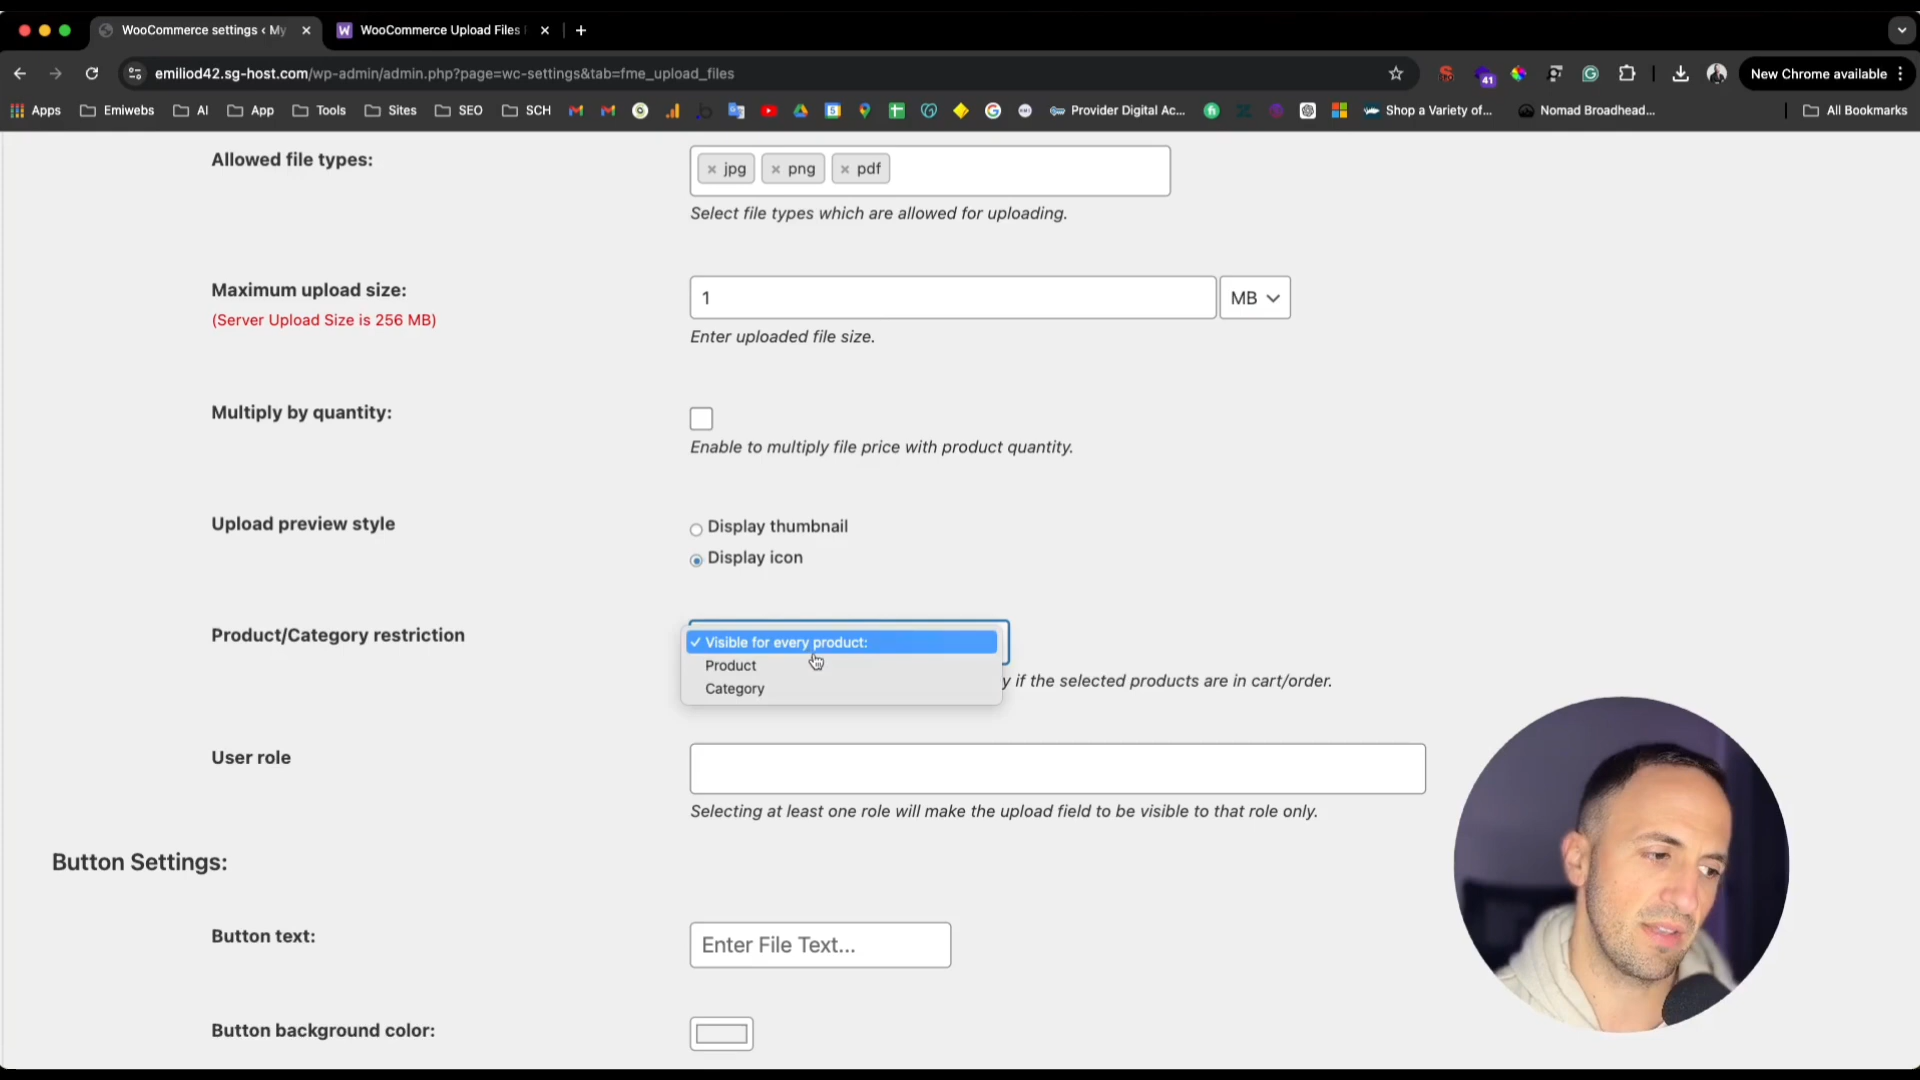 WooCommerce settings ‹ My
WooCommerce Upload Files
emiliod42.sg-host.com/wp-admin/admin.php?page=wc-settings&tab=fme_upload_files
41
New Chrome available
Apps
Emiwebs
AI
App
Tools
Sites
SEO
SCH
Provider Digital Ac...
Shop a Variety of...
Nomad Broadhead...
All Bookmarks
Allowed file types:
× jpg
× png
× pdf
Select file types which are allowed for uploading.
Maximum upload size:
1
MB
(Server Upload Size is 256 MB)
Enter uploaded file size.
Multiply by quantity:
Enable to multiply file price with product quantity.
Upload preview style
Display thumbnail
Display icon
Product/Category restriction
✓ Visible for every product:
Product
Category
y if the selected products are in cart/order.
User role
Selecting at least one role will make the upload field to be visible to that role only.
Button Settings:
Button text:
Enter File Text...
Button background color: